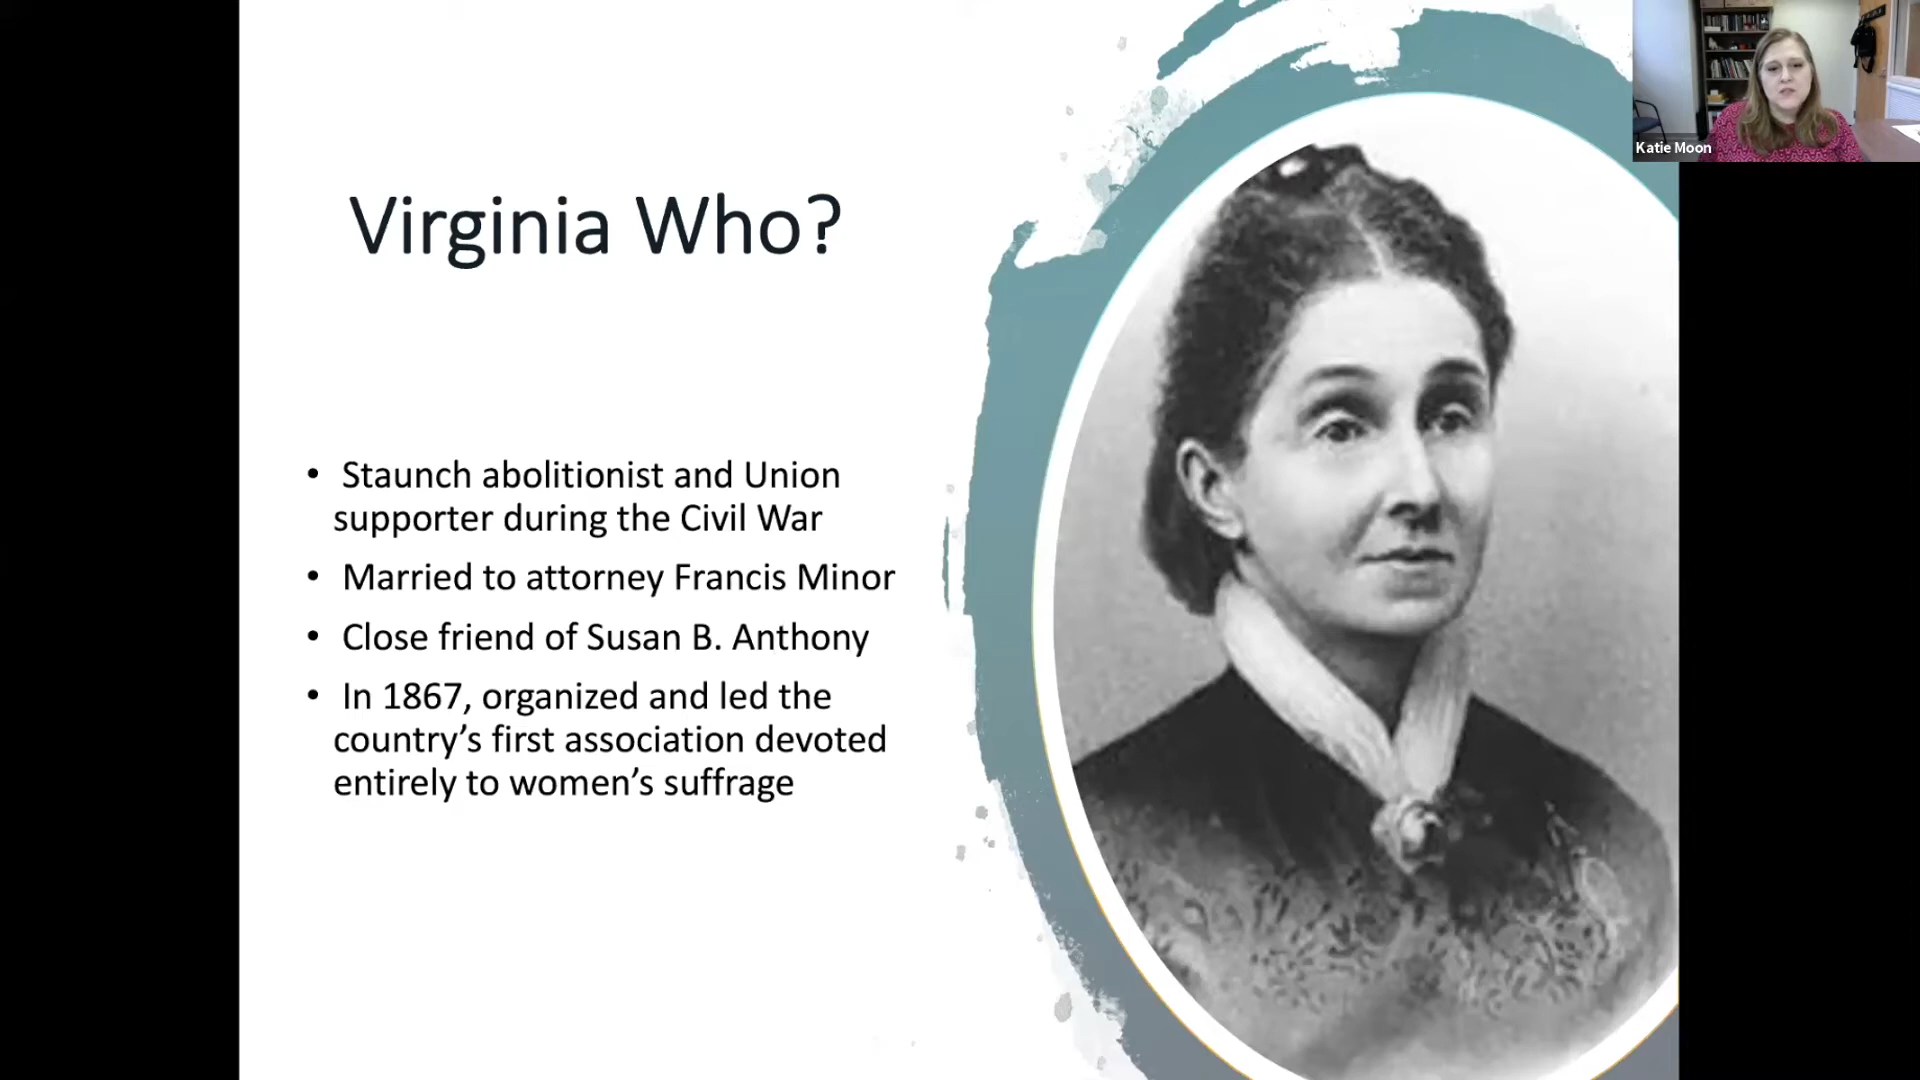 Virginia Who?
• Staunch abolitionist and Union
supporter during the Civil War
• Married to attorney Francis Minor
• Close friend of Susan B. Anthony
• In 1867, organized and led the
country’s first association devoted
entirely to women’s suffrage
Katie Moon